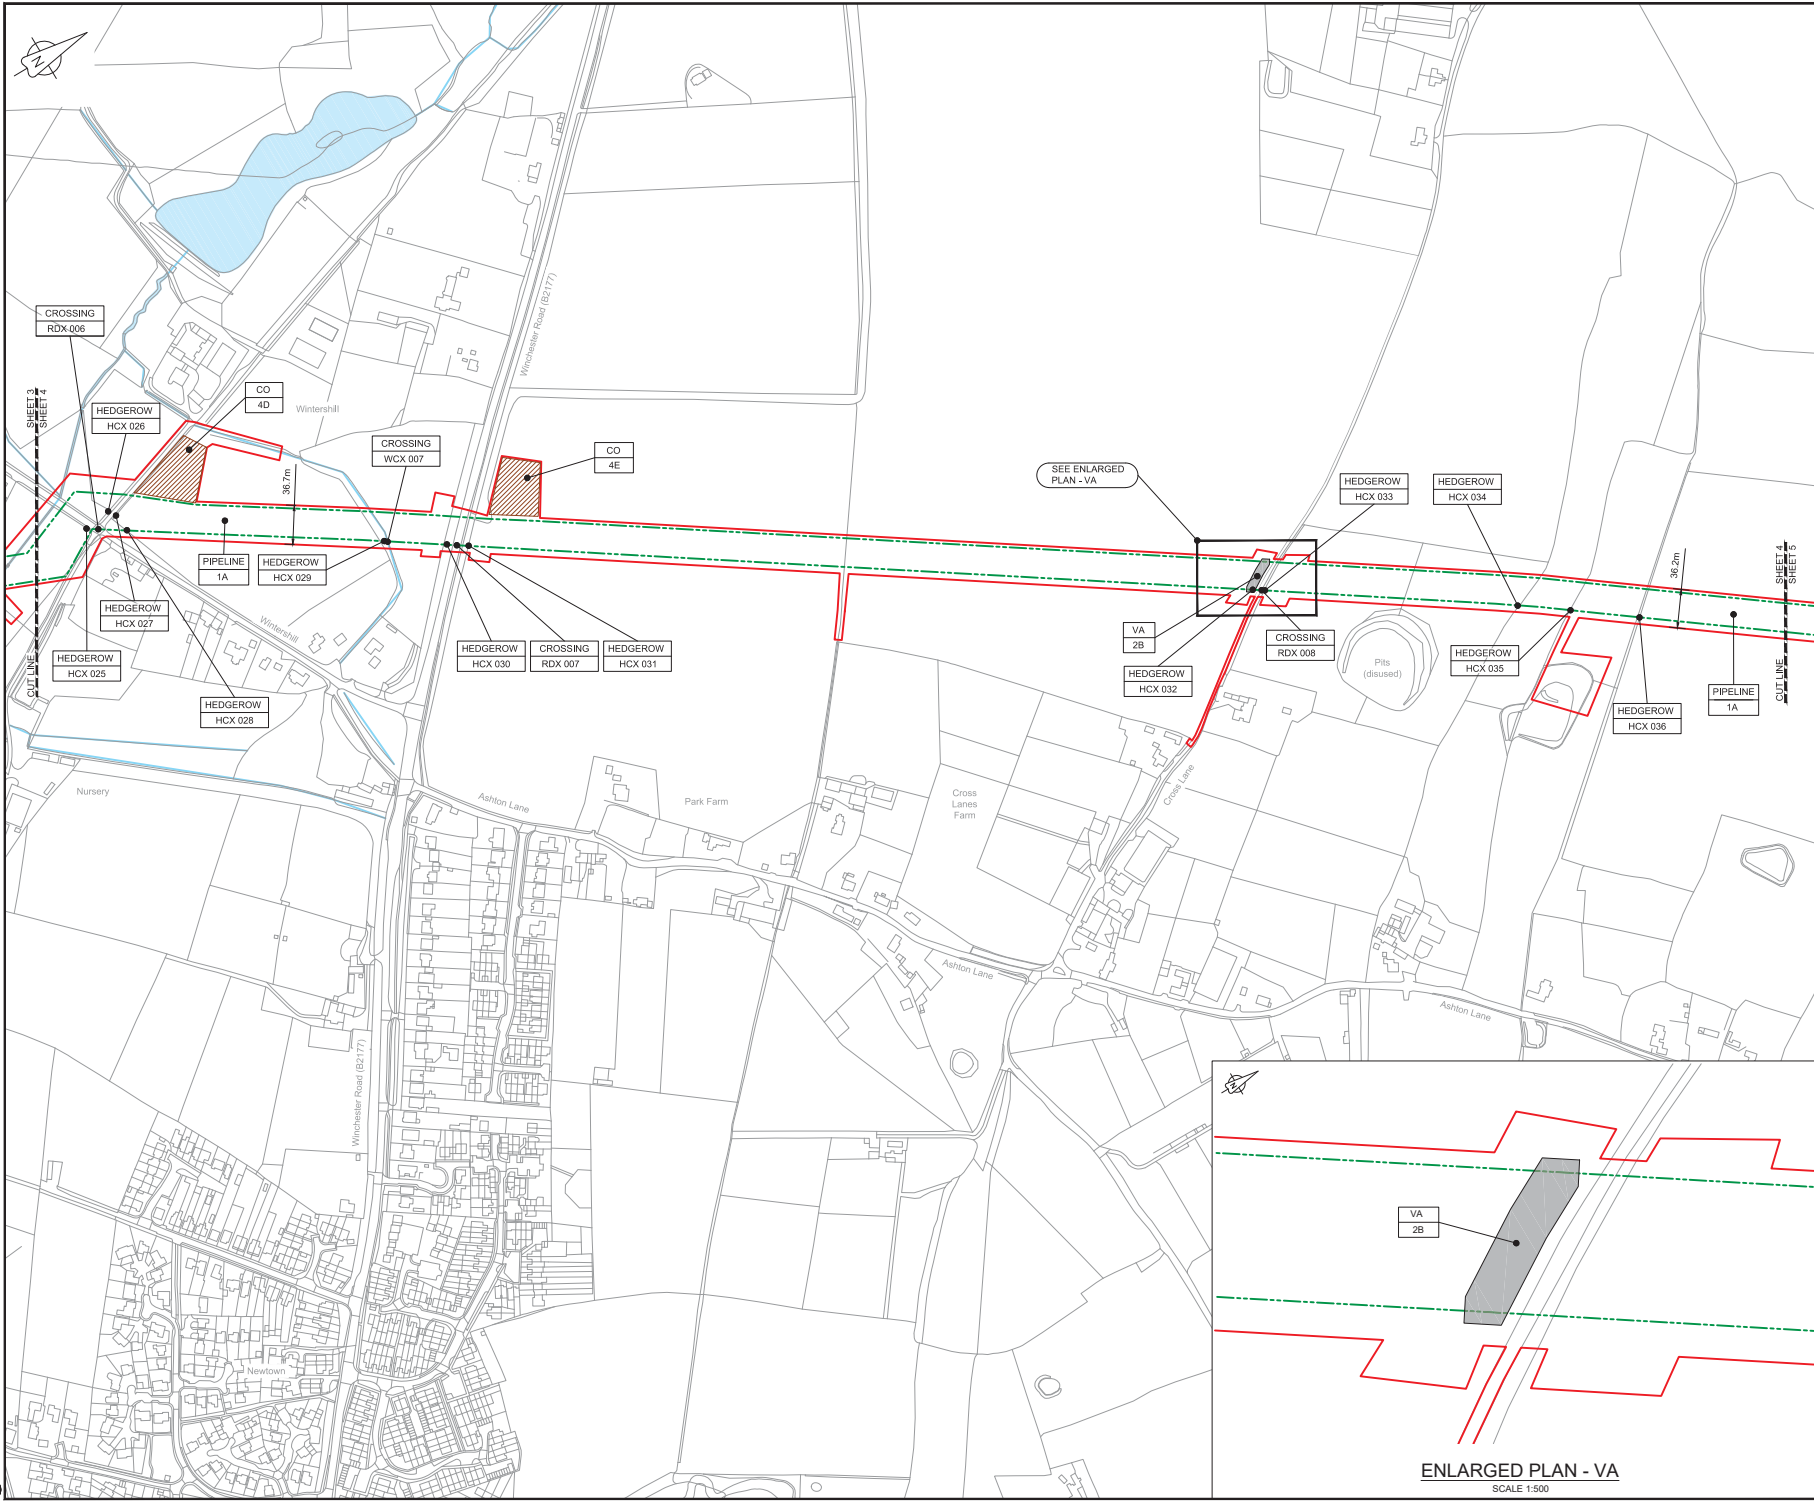 N
Winchester Road (B2177)
CROSSING
RDX 006
SHEET 3
SHEET 4
CO
4D
Wintershill
HEDGEROW
HCX 026
CROSSING
WCX 007
CO
4E
36.7m
SEE ENLARGED
PLAN - VA
HEDGEROW
HCX 033
HEDGEROW
HCX 034
PIPELINE
1A
HEDGEROW
HCX 029
36.2m
SHEET 4
SHEET 5
HEDGEROW
HCX 027
Wintershill
HEDGEROW
HCX 025
CUT LINE
HEDGEROW
HCX 028
HEDGEROW
HCX 030
CROSSING
RDX 007
HEDGEROW
HCX 031
VA
2B
HEDGEROW
HCX 032
CROSSING
RDX 008
Pits
(disused)
HEDGEROW
HCX 035
HEDGEROW
HCX 036
PIPELINE
1A
CUT LINE
Nursery
Ashton Lane
Park Farm
Cross
Lanes
Farm
Cross Lane
Ashton Lane
Ashton Lane
Winchester Road (B2177)
Newtown
N
VA
2B
ENLARGED PLAN - VA
SCALE 1:500